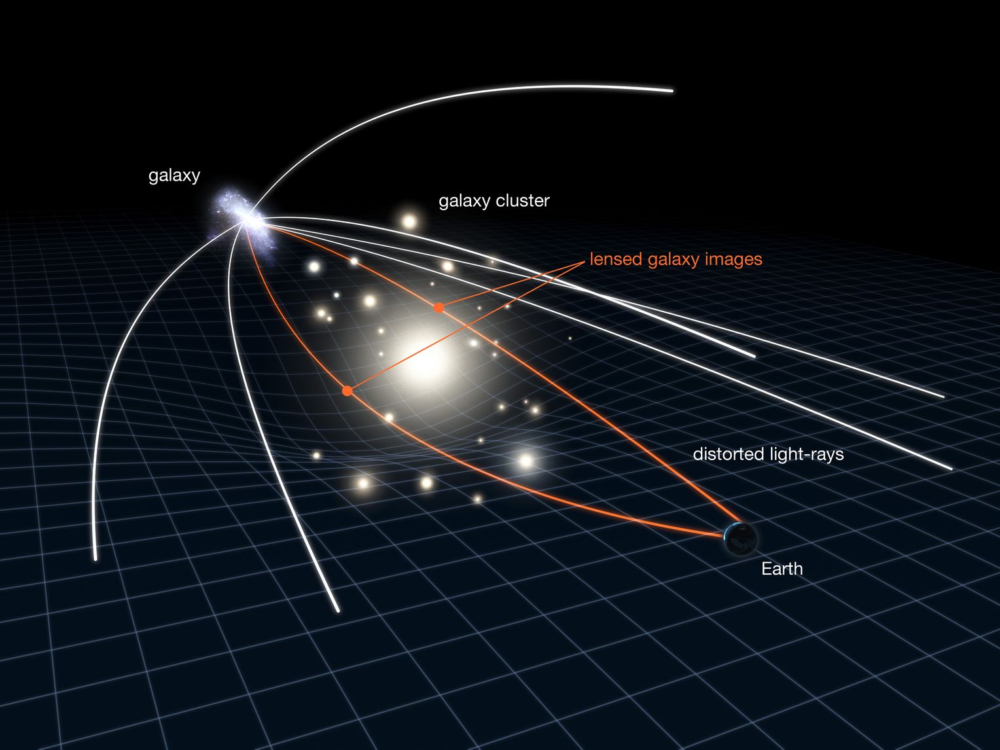 galaxy
galaxy cluster
lensed galaxy images
distorted light-rays
Earth